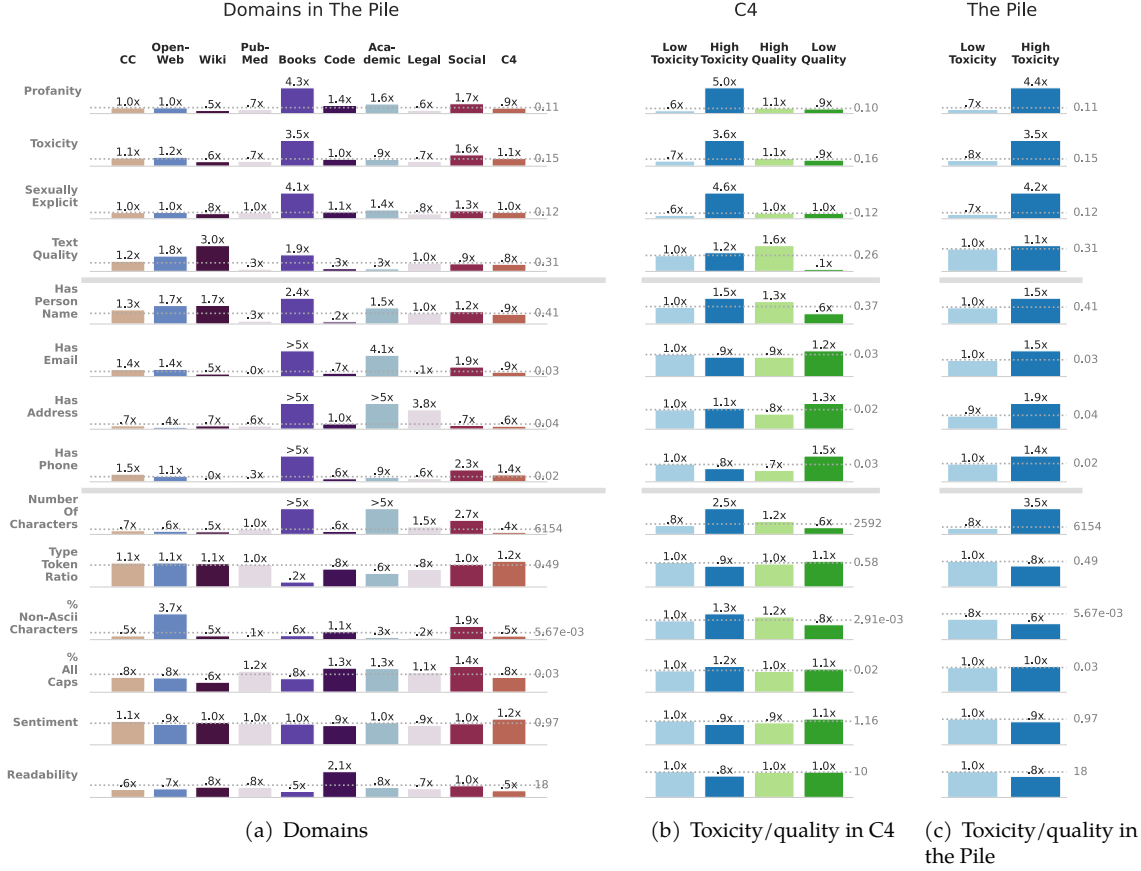 Domains in The Pile
C4
The Pile
CC Open-Web Wiki Pub-Med Books Code Aca-demic Legal Social C4
Low Toxicity High Toxicity High Quality Low Quality
Low Toxicity High Toxicity
Profanity 1.0x 1.0x .5x .7x 4.3x 1.4x 1.6x .6x 1.7x .9x 0.11
.6x 5.0x 1.1x .9x 0.10
.7x 4.4x 0.11
Toxicity 1.1x 1.2x .6x .7x 3.5x 1.0x .9x .7x 1.6x 1.1x 0.15
.7x 3.6x 1.1x .9x 0.16
.8x 3.5x 0.15
Sexually Explicit 1.0x 1.0x .8x 1.0x 4.1x 1.1x 1.4x .8x 1.3x 1.0x 0.12
.6x 4.6x 1.0x 1.0x 0.12
.7x 4.2x 0.12
Text Quality 1.2x 1.8x 3.0x .3x 1.9x .3x .3x 1.0x .9x .8x 0.31
1.0x 1.2x 1.6x .1x 0.26
1.0x 1.1x 0.31
Has Person Name 1.3x 1.7x 1.7x .3x 2.4x .2x 1.5x 1.0x 1.2x .9x 0.41
1.0x 1.5x 1.3x .6x 0.37
1.0x 1.5x 0.41
Has Email 1.4x 1.4x .5x .0x >5x .7x 4.1x .1x 1.9x .9x 0.03
1.0x .9x .9x 1.2x 0.03
1.0x 1.5x 0.03
Has Address .7x .4x .7x .6x >5x 1.0x >5x 3.8x .7x .6x 0.04
1.0x 1.1x .8x 1.3x 0.02
.9x 1.9x 0.04
Has Phone 1.5x 1.1x .0x .3x >5x .6x .9x .6x 2.3x 1.4x 0.02
1.0x .8x .7x 1.5x 0.03
1.0x 1.4x 0.02
Number Of Characters .7x .6x .5x 1.0x >5x .6x >5x 1.5x 2.7x .4x 6154
.8x 2.5x 1.2x .6x 2592
.8x 3.5x 6154
Type Token Ratio 1.1x 1.1x 1.1x 1.0x .2x .8x .6x .8x 1.0x 1.2x 0.49
1.0x .9x 1.0x 1.1x 0.58
1.0x .8x 0.49
% Non-Ascii Characters .5x 3.7x .5x .1x .6x 1.1x .3x .2x 1.9x .5x 5.67e-03
1.0x 1.3x 1.2x .8x 2.91e-03
.8x .6x 5.67e-03
% All Caps .8x .8x .6x 1.2x .8x 1.3x 1.3x 1.1x 1.4x .8x 0.03
1.0x 1.2x 1.0x 1.1x 0.02
1.0x 1.0x 0.03
Sentiment 1.1x .9x 1.0x 1.0x 1.0x .9x 1.0x .9x 1.0x 1.2x 0.97
1.0x .9x .9x 1.1x 1.16
1.0x .9x 0.97
Readability .6x .7x .8x .8x .5x 2.1x .8x .7x 1.0x .5x 18
1.0x .8x 1.0x 1.0x 10
1.0x .8x 18
(a) Domains
(b) Toxicity/quality in C4
(c) Toxicity/quality in
the Pile